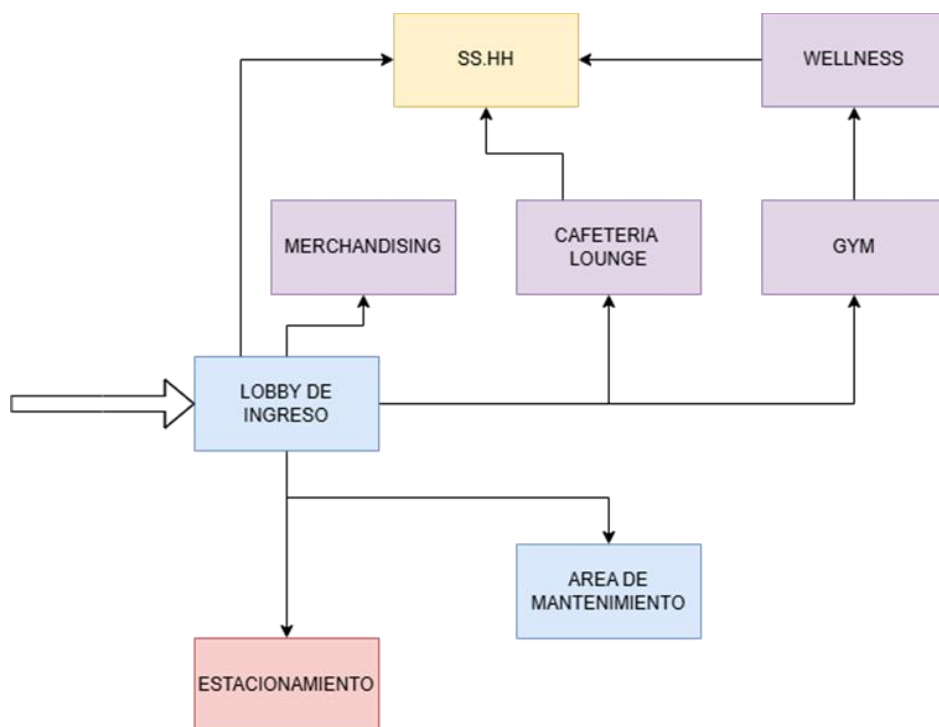 SS.HH
WELLNESS
MERCHANDISING
CAFETERIA
LOUNGE
GYM
LOBBY DE
INGRESO
AREA DE
MANTENIMIENTO
ESTACIONAMIENTO